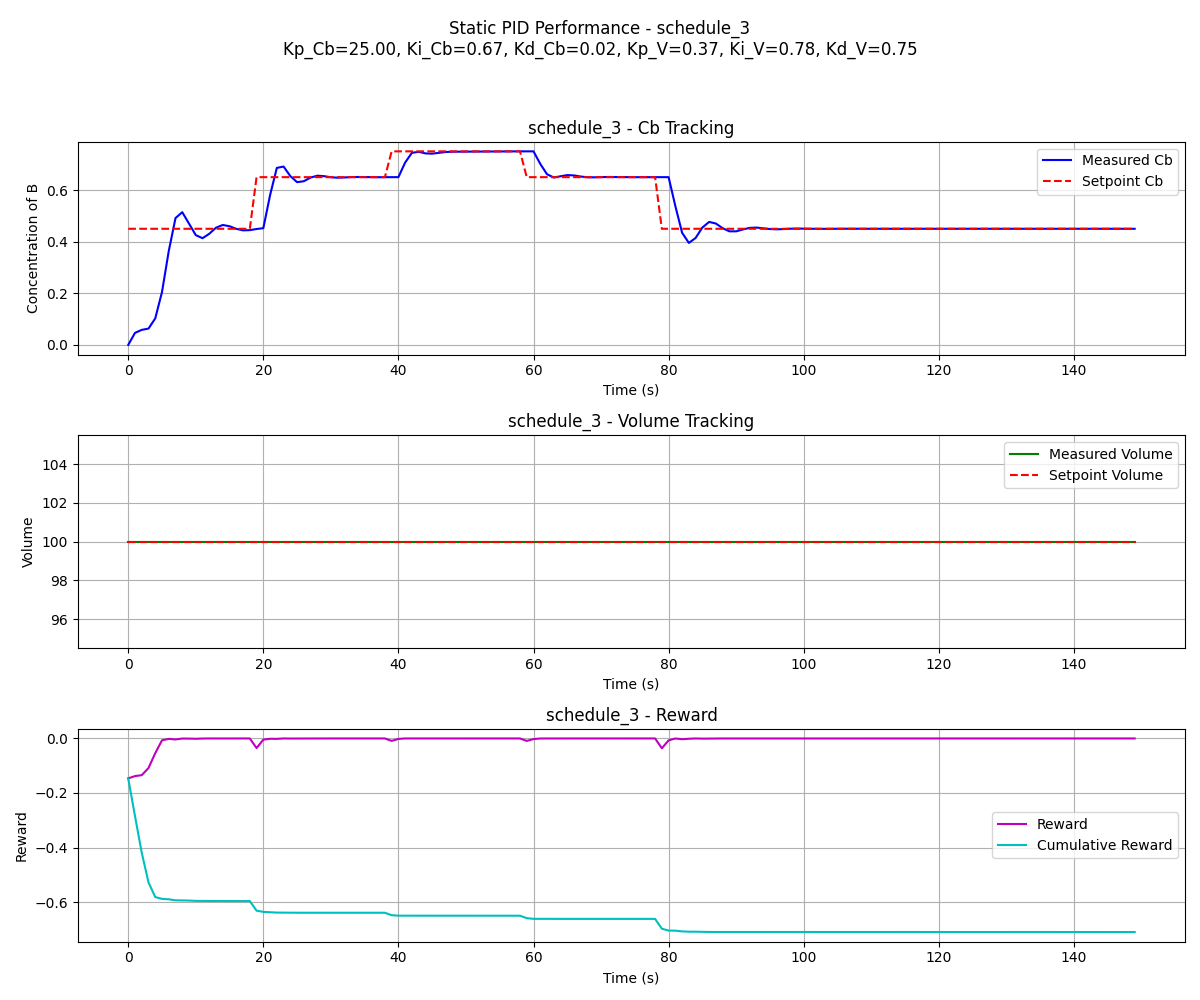 Static PID Performance - schedule_3
Kp_Cb=25.00, Ki_Cb=0.67, Kd_Cb=0.02, Kp_V=0.37, Ki_V=0.78, Kd_V=0.75
schedule_3 - Cb Tracking
Concentration of B
0.6
0.4
0.2
0.0
Measured Cb
Setpoint Cb
0 20 40 60 80 100 120 140
Time (s)
schedule_3 - Volume Tracking
Volume
104
102
100
98
96
Measured Volume
Setpoint Volume
0 20 40 60 80 100 120 140
Time (s)
schedule_3 - Reward
Reward
0.0
−0.2
−0.4
−0.6
Reward
Cumulative Reward
0 20 40 60 80 100 120 140
Time (s)